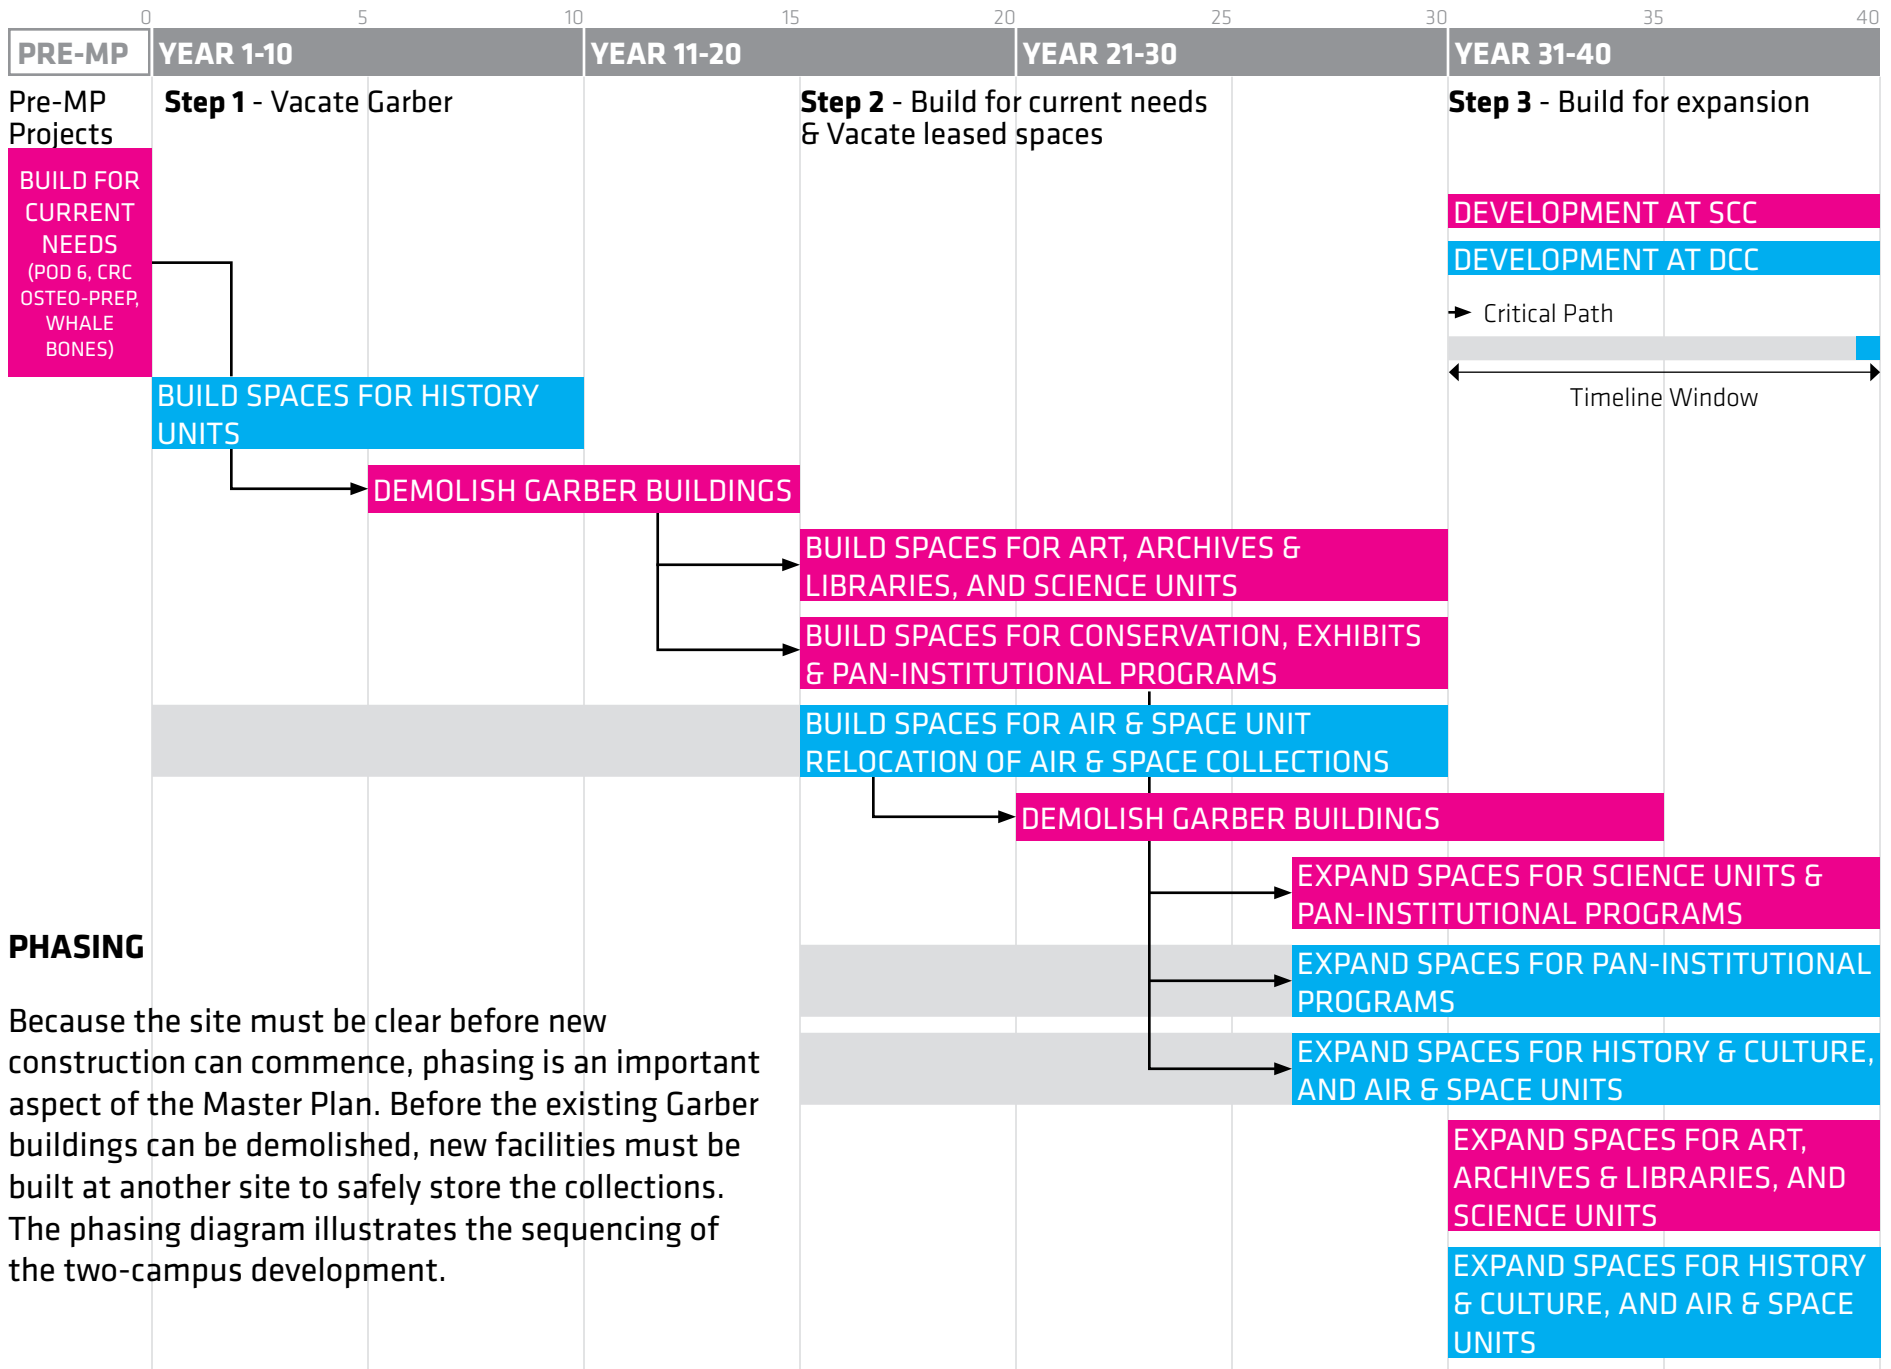 0 5 10 15 20 25 30 35 40
PRE-MP YEAR 1-10 YEAR 11-20 YEAR 21-30 YEAR 31-40
Pre-MP
Projects
Step 1 - Vacate Garber
Step 2 - Build for current needs
& Vacate leased spaces
Step 3 - Build for expansion
BUILD FOR
CURRENT
NEEDS
(POD 6, CRC
OSTEO-PREP,
WHALE
BONES)
DEVELOPMENT AT SCC
DEVELOPMENT AT DCC
Critical Path
Timeline Window
BUILD SPACES FOR HISTORY
UNITS
DEMOLISH GARBER BUILDINGS
BUILD SPACES FOR ART, ARCHIVES &
LIBRARIES, AND SCIENCE UNITS
BUILD SPACES FOR CONSERVATION, EXHIBITS
& PAN-INSTITUTIONAL PROGRAMS
BUILD SPACES FOR AIR & SPACE UNIT
RELOCATION OF AIR & SPACE COLLECTIONS
DEMOLISH GARBER BUILDINGS
EXPAND SPACES FOR SCIENCE UNITS &
PAN-INSTITUTIONAL PROGRAMS
EXPAND SPACES FOR PAN-INSTITUTIONAL
PROGRAMS
EXPAND SPACES FOR HISTORY & CULTURE,
AND AIR & SPACE UNITS
EXPAND SPACES FOR ART,
ARCHIVES & LIBRARIES, AND
SCIENCE UNITS
EXPAND SPACES FOR HISTORY
& CULTURE, AND AIR & SPACE
UNITS
PHASING
Because the site must be clear before new
construction can commence, phasing is an important
aspect of the Master Plan. Before the existing Garber
buildings can be demolished, new facilities must be
built at another site to safely store the collections.
The phasing diagram illustrates the sequencing of
the two-campus development.